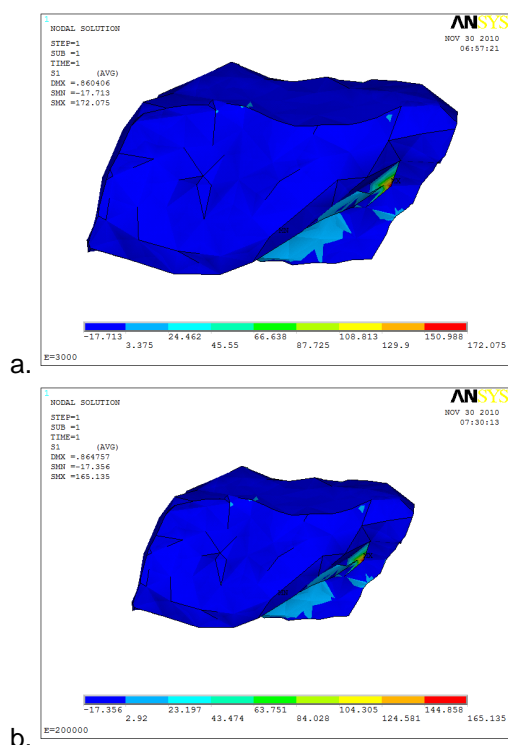 1
NODAL SOLUTION
STEP=1
SUB =1
TIME=1
S1 (AVG)
DMX =.860406
SMN =-17.713
SMX =172.075
ANSYS
NOV 30 2010
06:57:21
-17.713 24.462 66.638 108.813 150.988
3.375 45.55 87.725 129.9 172.075
E=3000
a.
1
NODAL SOLUTION
STEP=1
SUB =1
TIME=1
S1 (AVG)
DMX =.864757
SMN =-17.356
SMX =165.135
ANSYS
NOV 30 2010
07:30:13
-17.356 23.197 63.751 104.305 144.858
2.92 43.474 84.028 124.581 165.135
E=200000
b.